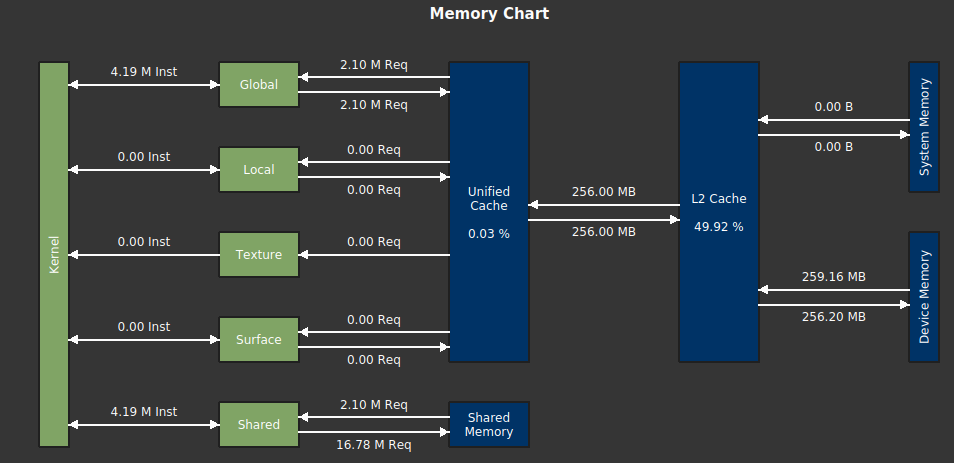 Memory Chart
Kernel
4.19 M Inst
Global
2.10 M Req
2.10 M Req
0.00 Inst
Local
0.00 Req
0.00 Req
0.00 Inst
Texture
0.00 Req
0.00 Inst
Surface
0.00 Req
0.00 Req
4.19 M Inst
Shared
2.10 M Req
16.78 M Req
Unified
Cache
0.03 %
Shared
Memory
256.00 MB
256.00 MB
L2 Cache
49.92 %
0.00 B
0.00 B
System Memory
259.16 MB
256.20 MB
Device Memory